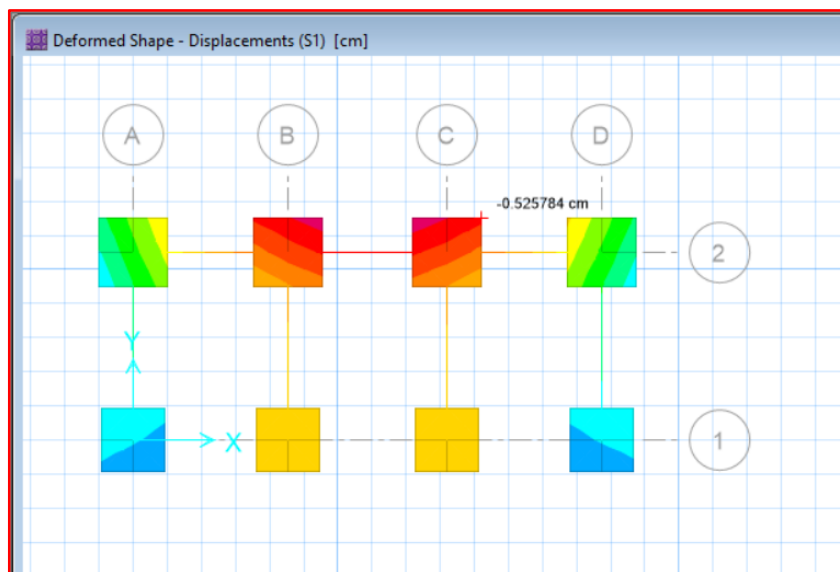 Deformed Shape - Displacements (S1) [cm]
A B C D
-0.525784 cm
2
Y
X
1